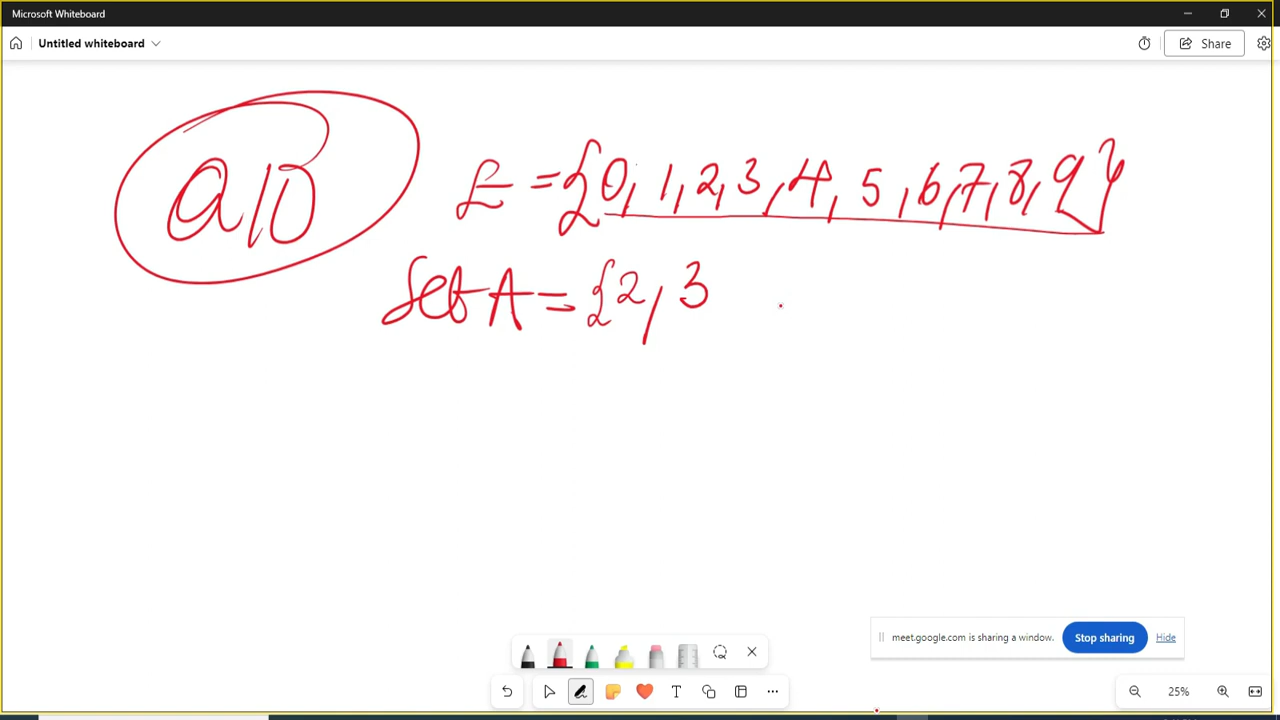 Microsoft Whiteboard
Untitled whiteboard
Share
E = {0, 1, 2, 3, 4, 5, 6, 7, 8, 9}
Set A = {2, 3
meet.google.com is sharing a window.
Stop sharing
Hide
25%